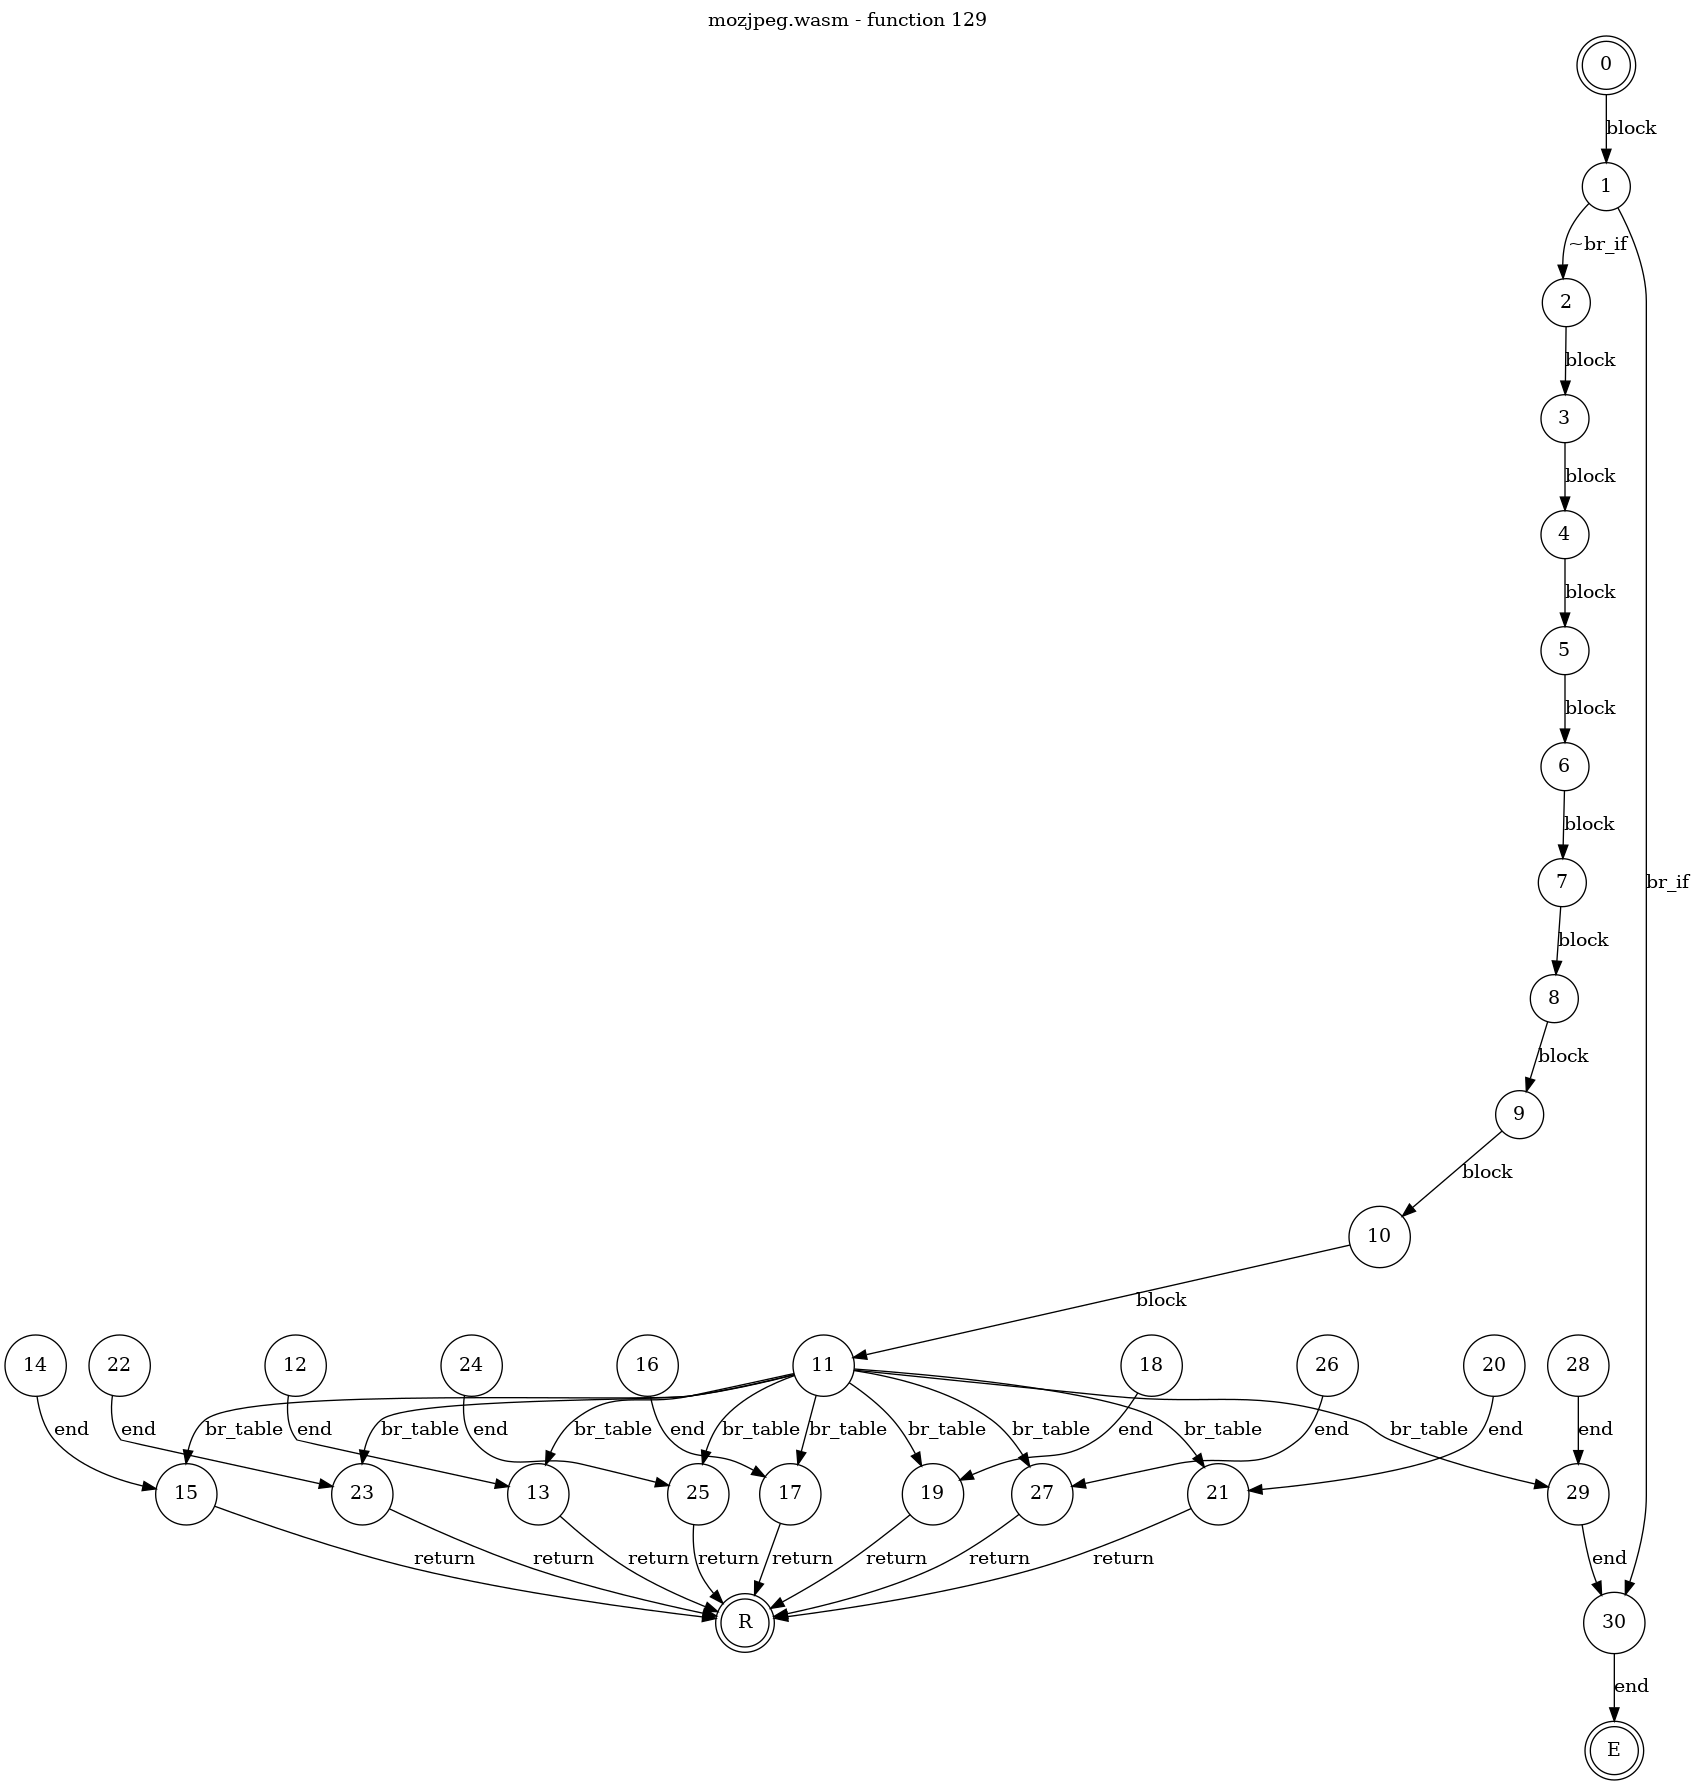 mozjpeg.wasm - function 129
0
block
1
~br_if
2
block
3
block
4
block
5
block
6
block
7
br_if
block
8
block
9
block
10
block
14
22
12
24
16
11
18
26
20
28
end
br_table
end
br_table
end
br_table
end
br_table
end
br_table
br_table
end
br_table
end
br_table
end
br_table
end
15
23
13
25
17
19
27
21
29
return
return
return
return
return
return
return
return
end
R
30
end
E